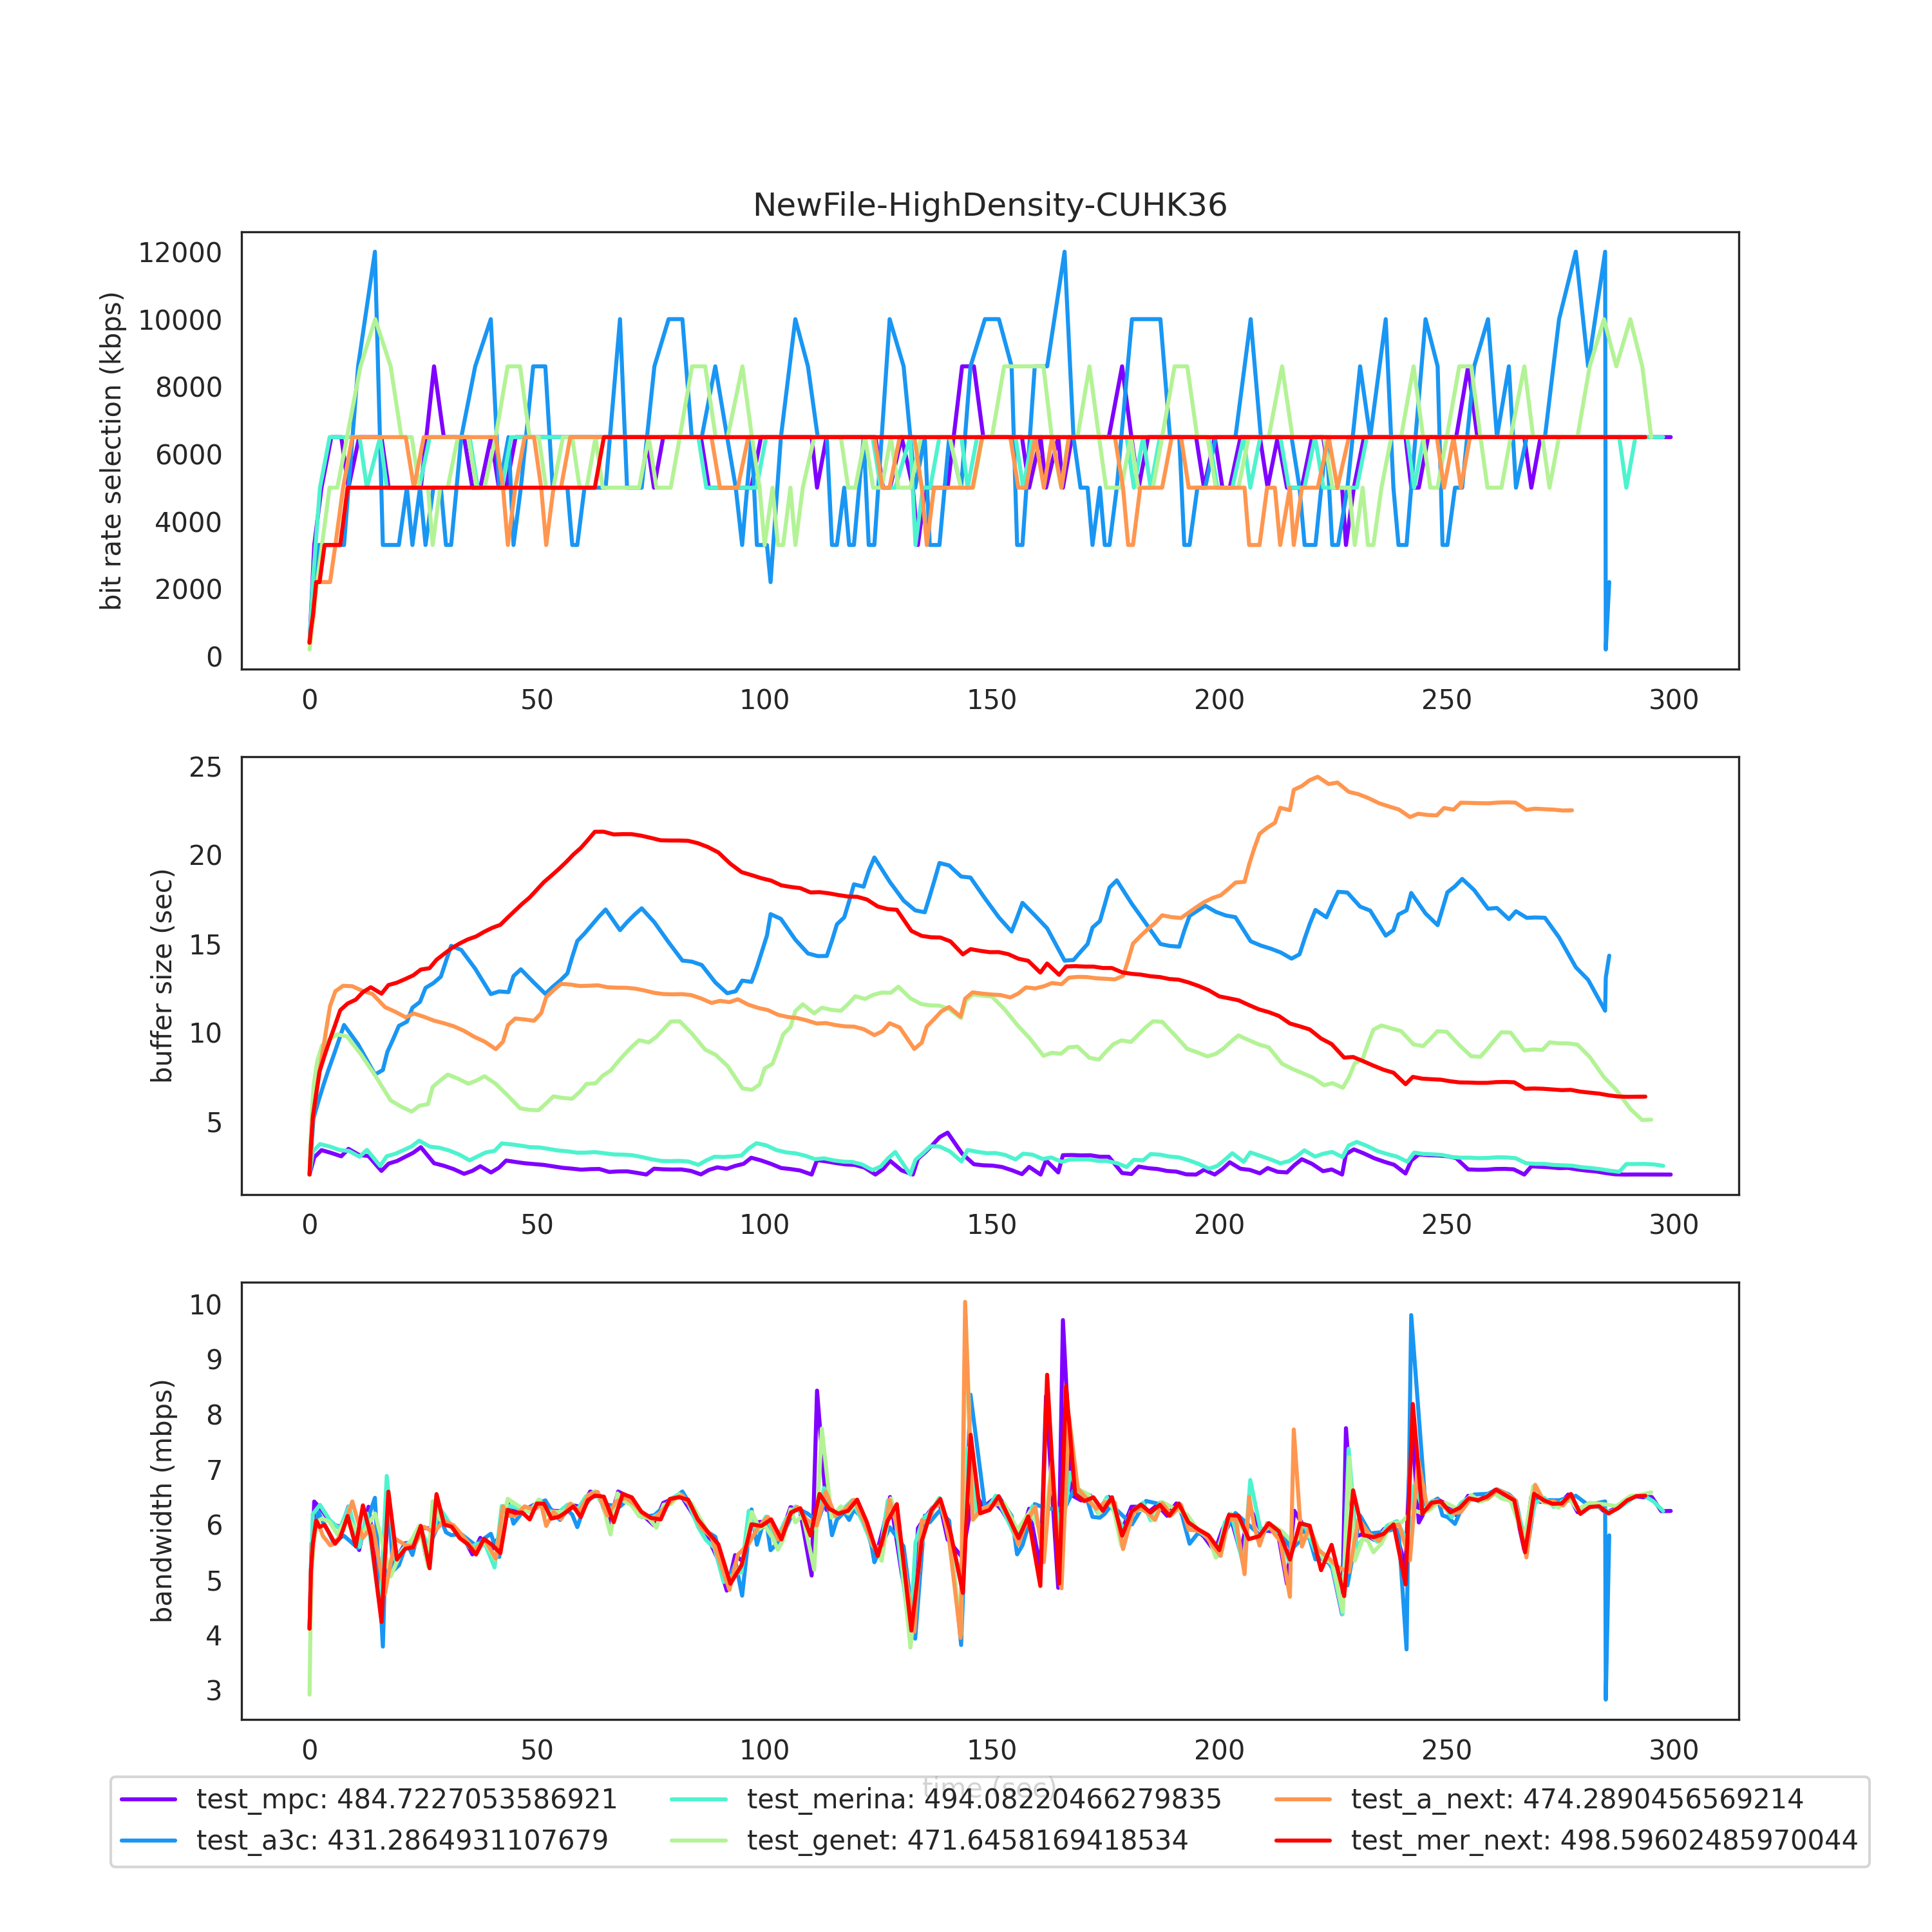 NewFile-HighDensity-CUHK36
bit rate selection (kbps)
12000
10000
8000
6000
4000
2000
0
0 50 100 150 200 250 300
buffer size (sec)
25
20
15
10
5
0 50 100 150 200 250 300
bandwidth (mbps)
10
9
8
7
6
5
4
3
0 50 100 150 200 250 300
time (sec)
test_mpc: 484.7227053586921 test_merina: 494.08220466279835 test_a_next: 474.2890456569214
test_a3c: 431.2864931107679 test_genet: 471.6458169418534 test_mer_next: 498.59602485970044